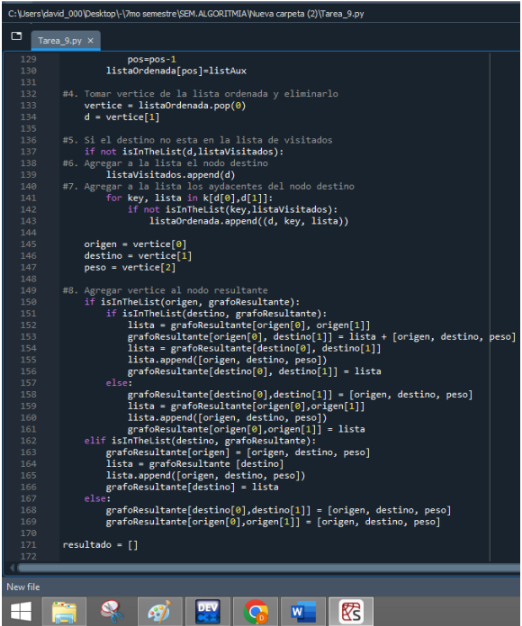 C:\Users\david_000\Desktop\-\7mo semestre\SEM.ALGORITMIA\Nueva carpeta (2)\Tarea_9.py
Tarea_9.py ×
129 pos=pos-1
130 listaOrdenada[pos]=listAux
131
132 #4. Tomar vertice de la lista ordenada y eliminarlo
133 vertice = listaOrdenada.pop(0)
134 d = vertice[1]
135
136 #5. Si el destino no esta en la lista de visitados
137 if not isInTheList(d,listaVisitados):
138 #6. Agregar a la lista el nodo destino
139 listaVisitados.append(d)
140 #7. Agregar a la lista los aydacentes del nodo destino
141 for key, lista in k[d[0],d[1]]:
142 if not isInTheList(key,listaVisitados):
143 listaOrdenada.append((d, key, lista))
144
145 origen = vertice[0]
146 destino = vertice[1]
147 peso = vertice[2]
148
149 #8. Agregar vertice al nodo resultante
150 if isInTheList(origen, grafoResultante):
151 if isInTheList(destino, grafoResultante):
152 lista = grafoResultante[origen[0], origen[1]]
153 grafoResultante[origen[0], destino[1]] = lista + [origen, destino, peso]
154 lista = grafoResultante[destino[0], destino[1]]
155 lista.append([origen, destino, peso])
156 grafoResultante[destino[0], destino[1]] = lista
157 else:
158 grafoResultante[destino[0],destino[1]] = [origen, destino, peso]
159 lista = grafoResultante[origen[0],origen[1]]
160 lista.append([origen, destino, peso])
161 grafoResultante[origen[0],origen[1]] = lista
162 elif isInTheList(destino, grafoResultante):
163 grafoResultante[origen] = [origen, destino, peso]
164 lista = grafoResultante [destino]
165 lista.append([origen, destino, peso])
166 grafoResultante[destino] = lista
167 else:
168 grafoResultante[destino[0],destino[1]] = [origen, destino, peso]
169 grafoResultante[origen[0],origen[1]] = [origen, destino, peso]
170
171 resultado = []
172
New file
DEV